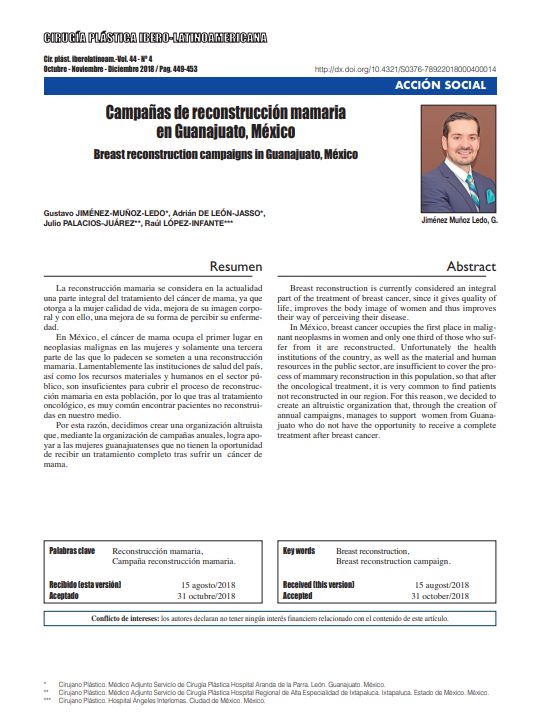 CIRUGÍA PLÁSTICA IBERO-LATINOAMERICANA
Cir. plást. iberolatinoam.-Vol. 44 - Nº 4
Octubre - Noviembre - Diciembre 2018 / Pag. 449-453
http://dx.doi.org/10.4321/S0376-78922018000400014
ACCIÓN SOCIAL
Campañas de reconstrucción mamaria
en Guanajuato, México
Breast reconstruction campaigns in Guanajuato, México
Gustavo JIMÉNEZ-MUÑOZ-LEDO*, Adrián DE LEÓN-JASSO*,
Julio PALACIOS-JUÁREZ**, Raúl LÓPEZ-INFANTE***
Jiménez Muñoz Ledo, G.
Resumen
La reconstrucción mamaria se considera en la actualidad
una parte integral del tratamiento del cáncer de mama, ya que
otorga a la mujer calidad de vida, mejora de su imagen corpo-
ral y con ello, una mejora de su forma de percibir su enferme-
dad.
En México, el cáncer de mama ocupa el primer lugar en
neoplasias malignas en las mujeres y solamente una tercera
parte de las que lo padecen se someten a una reconstrucción
mamaria. Lamentablemente las instituciones de salud del país,
así como los recursos materiales y humanos en el sector pú-
blico, son insuficientes para cubrir el proceso de reconstruc-
ción mamaria en esta población, por lo que tras al tratamiento
oncológico, es muy común encontrar pacientes no reconstrui-
das en nuestro medio.
Por esta razón, decidimos crear una organización altruista
que, mediante la organización de campañas anuales, logra apo-
yar a las mujeres guanajuatenses que no tienen la oportunidad
de recibir un tratamiento completo tras sufrir un cáncer de
mama.
Abstract
Breast reconstruction is currently considered an integral
part of the treatment of breast cancer, since it gives quality of
life, improves the body image of women and thus improves
their way of perceiving their disease.
In México, breast cancer occupies the first place in malig-
nant neoplasms in women and only one third of those who suf-
fer from it are reconstructed. Unfortunately the health
institutions of the country, as well as the material and human
resources in the public sector, are insufficient to cover the pro-
cess of mammary reconstruction in this population, so that after
the oncological treatment, it is very common to find patients
not reconstructed in our region. For this reason, we decided to
create an altruistic organization that, through the creation of
annual campaigns, manages to support women from Guana-
juato who do not have the opportunity to receive a complete
treatment after breast cancer.
Palabras clave Reconstrucción mamaria,
Campaña reconstrucción mamaria.
Recibido (esta versión) 15 agosto/2018
Aceptado 31 octubre/2018
Key words Breast reconstruction,
Breast reconstruction campaign.
Received (this version) 15 augost/2018
Accepted 31 october/2018
Conflicto de intereses: los autores declaran no tener ningún interés financiero relacionado con el contenido de este artículo.
* Cirujano Plástico. Médico Adjunto Servicio de Cirugía Plástica Hospital Aranda de la Parra. León. Guanajuato. México.
** Cirujano Plástico. Médico Adjunto Servicio de Cirugía Plástica Hospital Regional de Alta Especialidad de Ixtapaluca. Ixtapaluca. Estado de México. México.
*** Cirujano Plástico. Hospital Ángeles Interlomas. Ciudad de México. México.